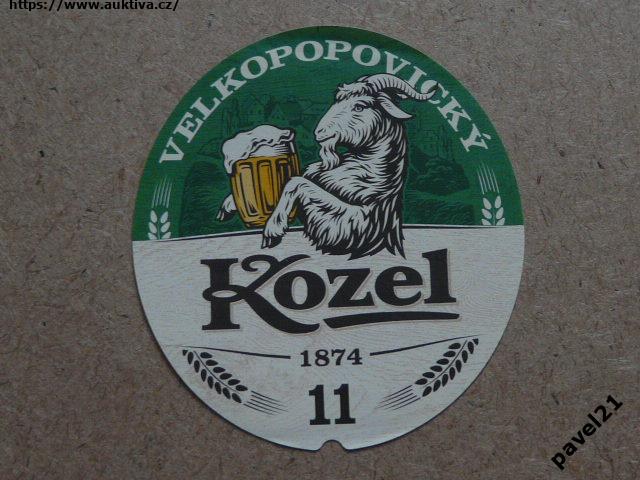 https://www.auktiva.cz/
VELKOPOPOVICKÝ
Kozel
1874
11
pavel21